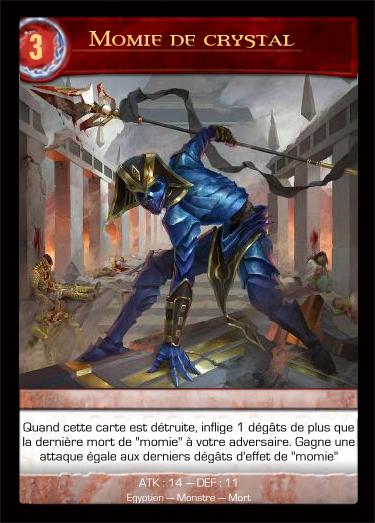 3
Momie de crystal
Quand cette carte est détruite, inflige 1 dégâts de plus que
la dernière mort de "momie" à votre adversaire. Gagne une
attaque égale aux derniers dégâts d'effet de "momie"
ATK : 14 — DEF : 11
Egyptien — Monstre — Mort